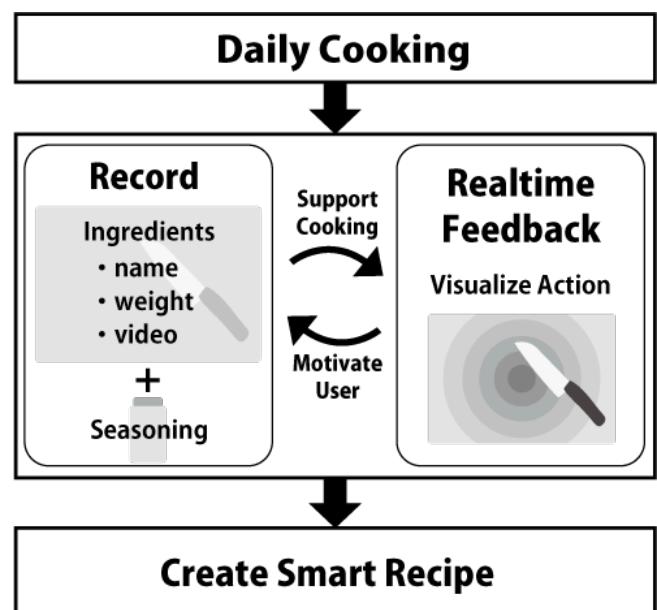 Daily Cooking
Record
Ingredients
・name
・weight
・video
+
Seasoning
Support
Cooking
Motivate
User
Realtime
Feedback
Visualize Action
Create Smart Recipe